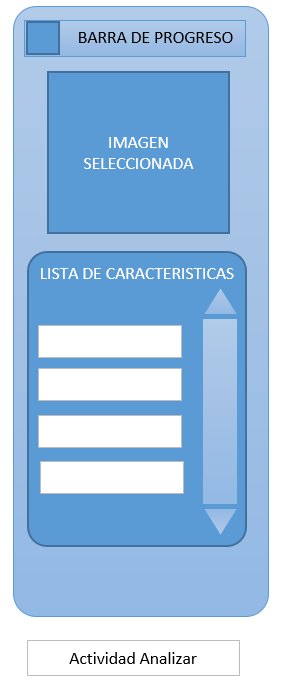 BARRA DE PROGRESO
IMAGEN
SELECCIONADA
LISTA DE CARACTERISTICAS
Actividad Analizar